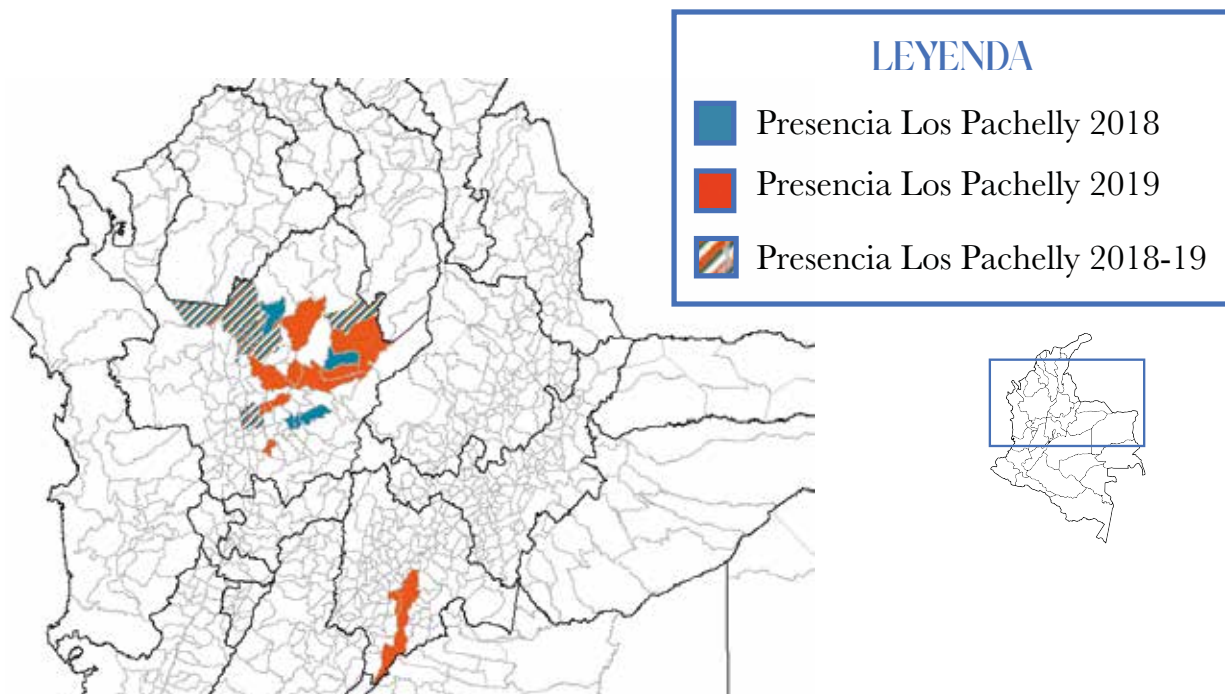 LEYENDA
Presencia Los Pachelly 2018
Presencia Los Pachelly 2019
Presencia Los Pachelly 2018-19